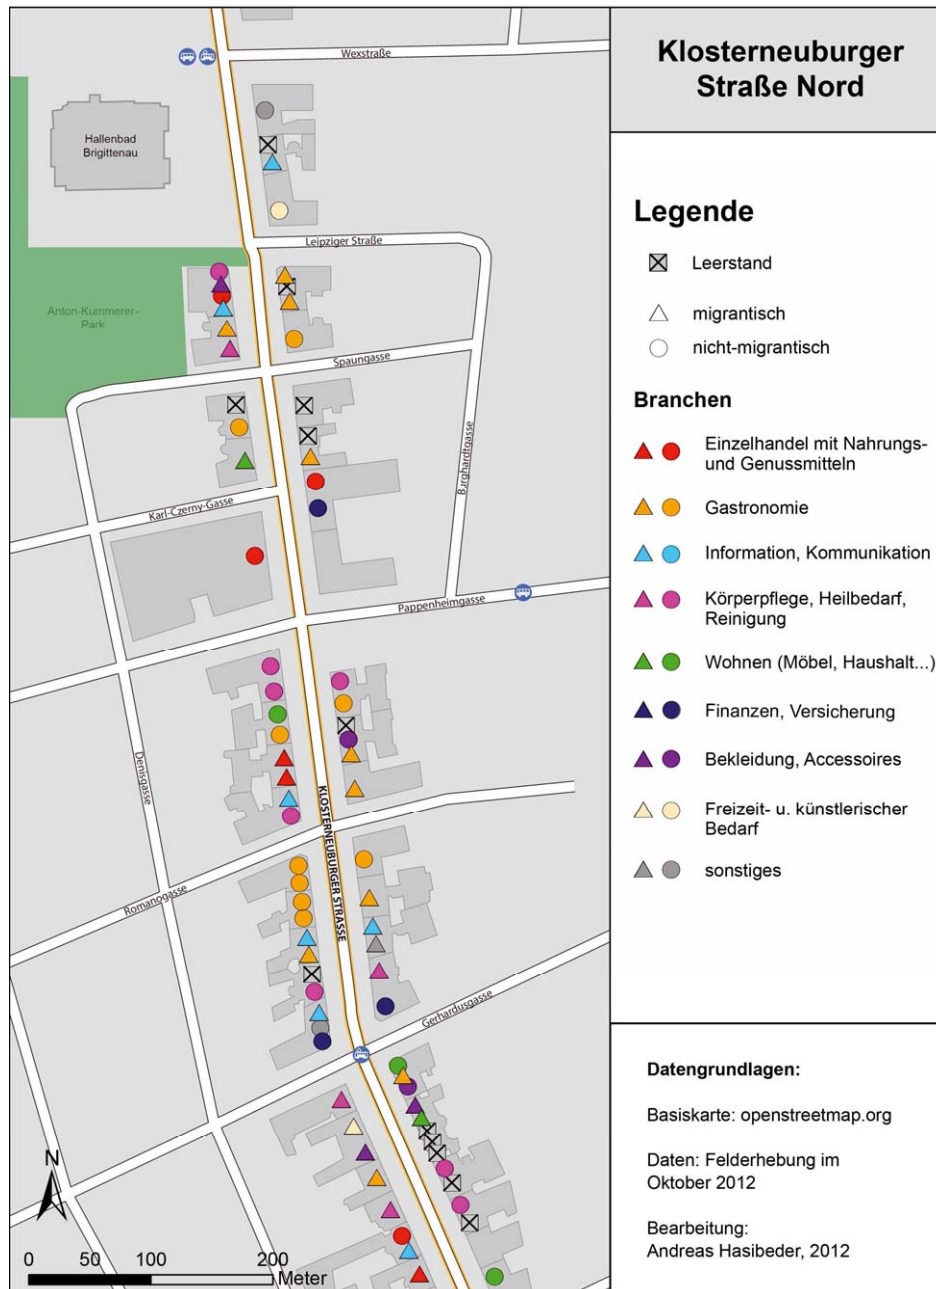 Klosterneuburger
Straße Nord
Wexstraße
Hallenbad
Brigittenau
Leipziger Straße
Anton-Kummerer-
Park
Spaungasse
Burghardtgasse
Karl-Czerny-Gasse
Pappenheimgasse
Denisgasse
KLOSTERNEUBURGER STRASSE
Romanogasse
Gerhardusgasse
N
0 50 100 200
Meter
Legende
Leerstand
migrantisch
nicht-migrantisch
Branchen
Einzelhandel mit Nahrungs-
und Genussmitteln
Gastronomie
Information, Kommunikation
Körperpflege, Heilbedarf,
Reinigung
Wohnen (Möbel, Haushalt...)
Finanzen, Versicherung
Bekleidung, Accessoires
Freizeit- u. künstlerischer
Bedarf
sonstiges
Datengrundlagen:
Basiskarte: openstreetmap.org
Daten: Felderhebung im
Oktober 2012
Bearbeitung:
Andreas Hasibeder, 2012